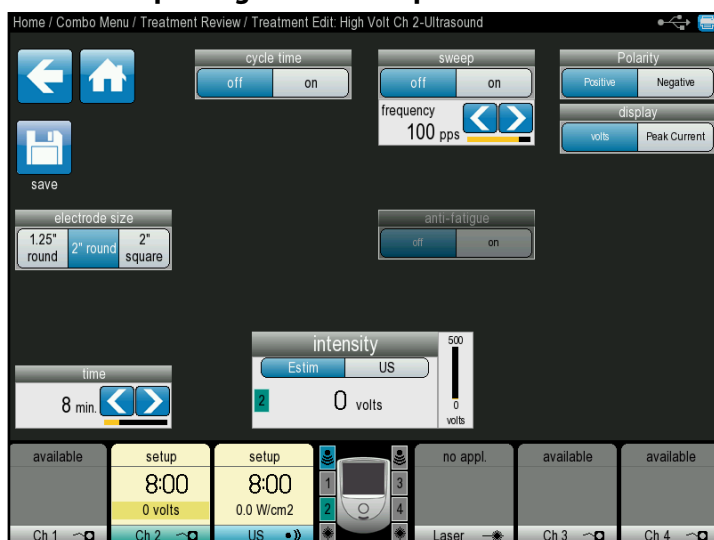 Home / Combo Menu / Treatment Review / Treatment Edit: High Volt Ch 2-Ultrasound
cycle time
off on
sweep
off on
frequency
100 pps
Polarity
Positive Negative
display
volts Peak Current
save
electrode size
1.25" round 2" round 2" square
anti-fatigue
off on
time
8 min.
intensity
Estim US
2 0 volts
500
0
volts
available
Ch 1
setup
8:00
0 volts
Ch 2
setup
8:00
0.0 W/cm2
US
1 3
2 4
no appl.
Laser
available
Ch 3
available
Ch 4